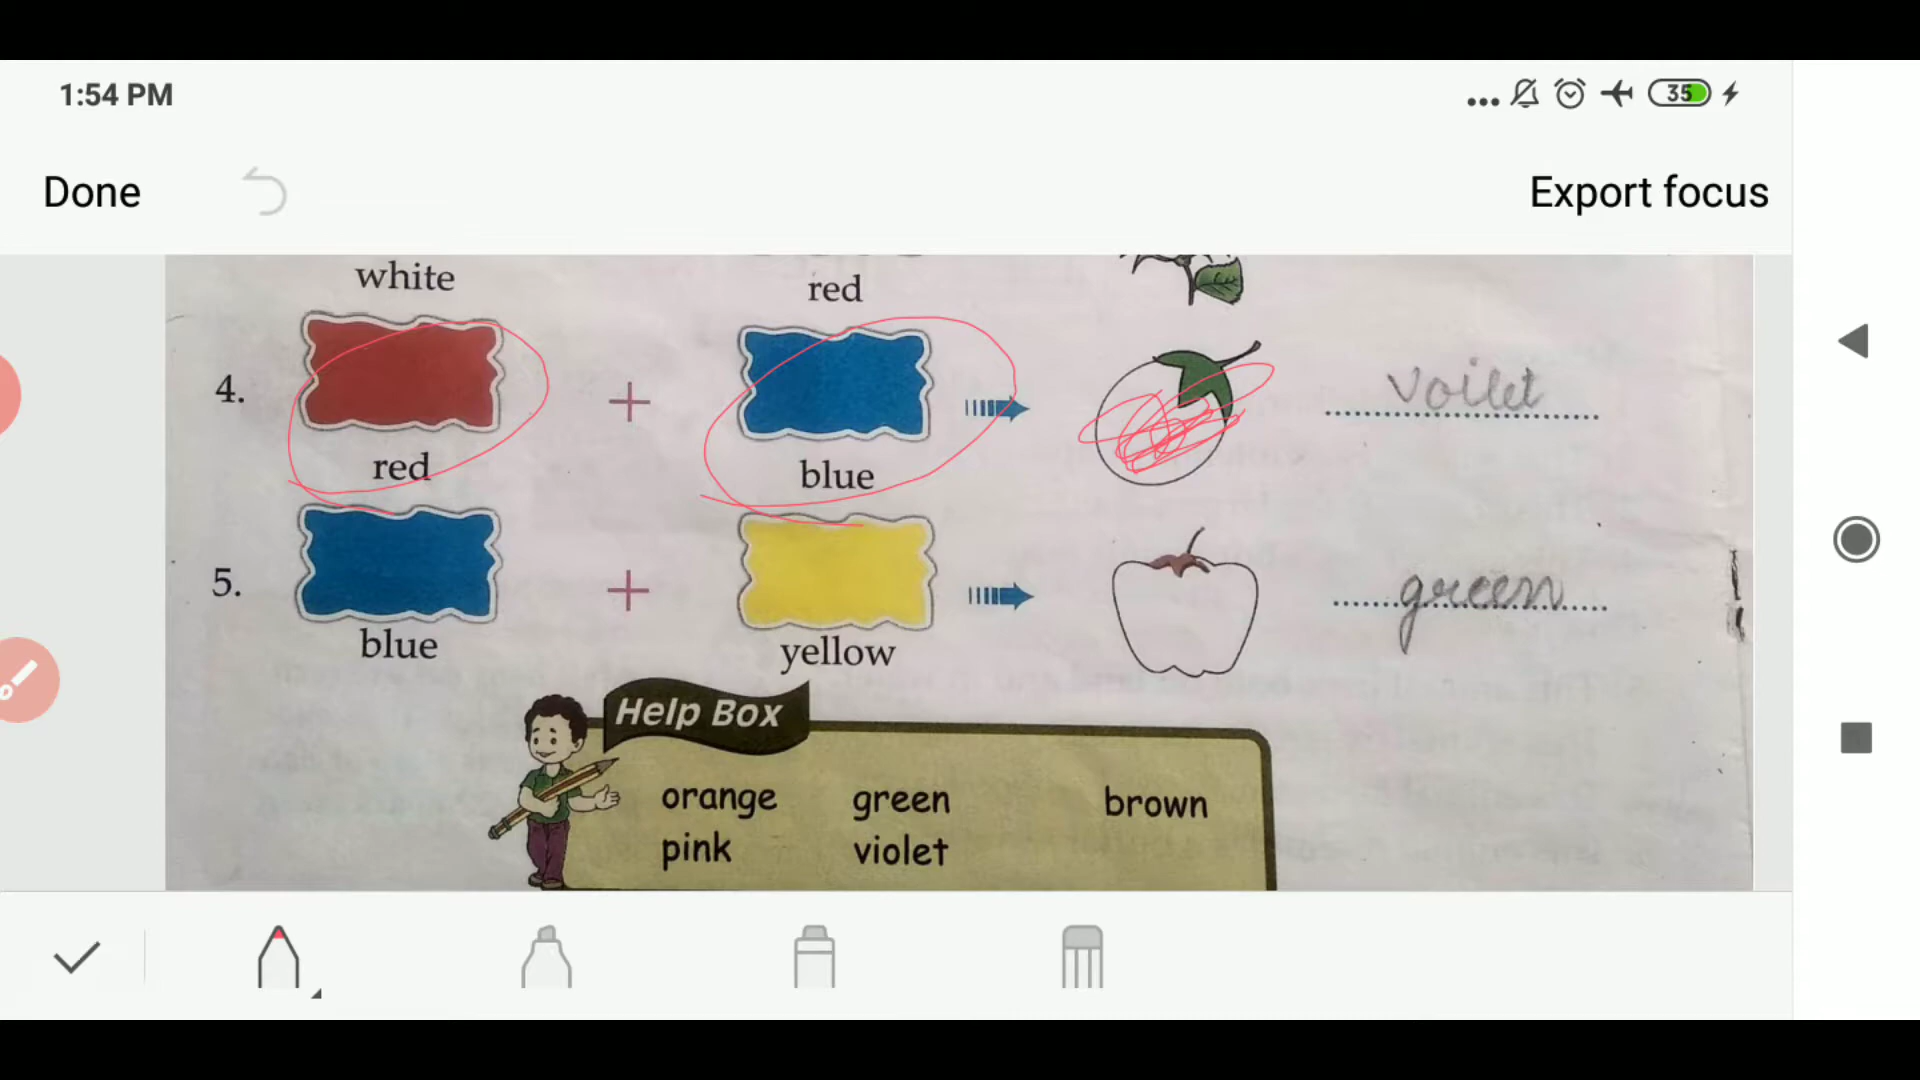 1:54 PM
35
Done
Export focus
white
red
4.
+
voilet
red
blue
5.
+
green
blue
yellow
Help Box
orange green brown
pink violet